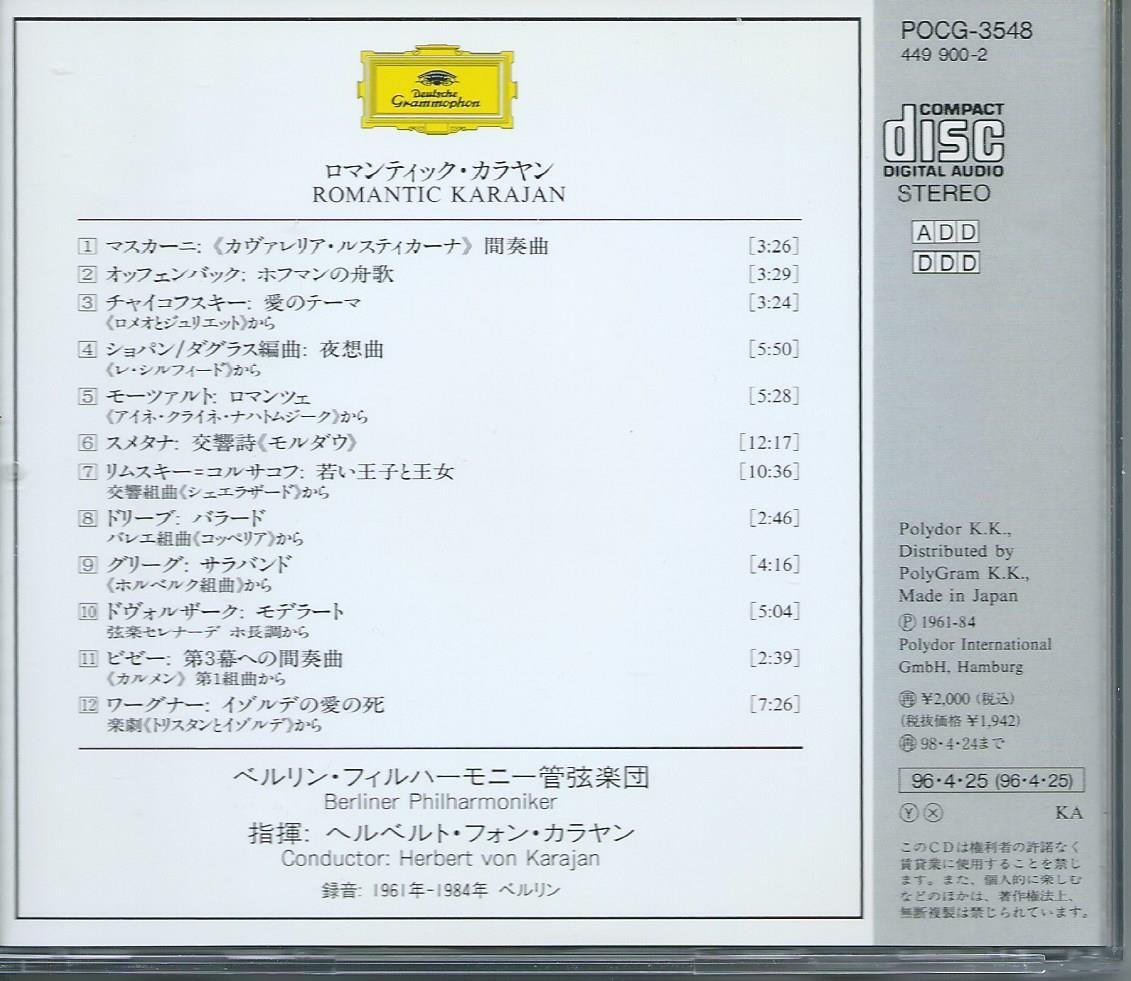 Deutsche
Grammophon
ロマンティック・カラヤン
ROMANTIC KARAJAN
1 マスカーニ: 《カヴァレリア・ルスティカーナ》 間奏曲 [3:26]
2 オッフェンバック: ホフマンの舟歌 [3:29]
3 チャイコフスキー: 愛のテーマ [3:24]
《ロメオとジュリエット》から
4 ショパン/ダグラス編曲: 夜想曲 [5:50]
《レ・シルフィード》から
5 モーツァルト: ロマンツェ [5:28]
《アイネ・クライネ・ナハトムジーク》から
6 スメタナ: 交響詩《モルダウ》 [12:17]
7 リムスキー=コルサコフ: 若い王子と王女 [10:36]
交響組曲《シェエラザード》から
8 ドリーブ: バラード [2:46]
バレエ組曲《コッペリア》から
9 グリーグ: サラバンド [4:16]
《ホルベルク組曲》から
10 ドヴォルザーク: モデラート [5:04]
弦楽セレナーデ ホ長調から
11 ビゼー: 第3幕への間奏曲 [2:39]
《カルメン》 第1組曲から
12 ワーグナー: イゾルデの愛の死 [7:26]
楽劇《トリスタンとイゾルデ》から
ベルリン・フィルハーモニー管弦楽団
Berliner Philharmoniker
指揮: ヘルベルト・フォン・カラヤン
Conductor: Herbert von Karajan
録音: 1961年-1984年 ベルリン
POCG-3548
449 900-2
COMPACT
disc
DIGITAL AUDIO
STEREO
ADD
DDD
Polydor K.K.,
Distributed by
PolyGram K.K.,
Made in Japan
Ⓟ 1961-84
Polydor International
GmbH, Hamburg
再 ¥2,000 (税込)
(税抜価格 ¥1,942)
再 98・4・24まで
96・4・25 (96・4・25)
Ⓨ Ⓧ KA
このCDは権利者の許諾なく
賃貸業に使用することを禁じ
ます。また、個人的に楽しむ
などのほかは、著作権法上、
無断複製は禁じられています。